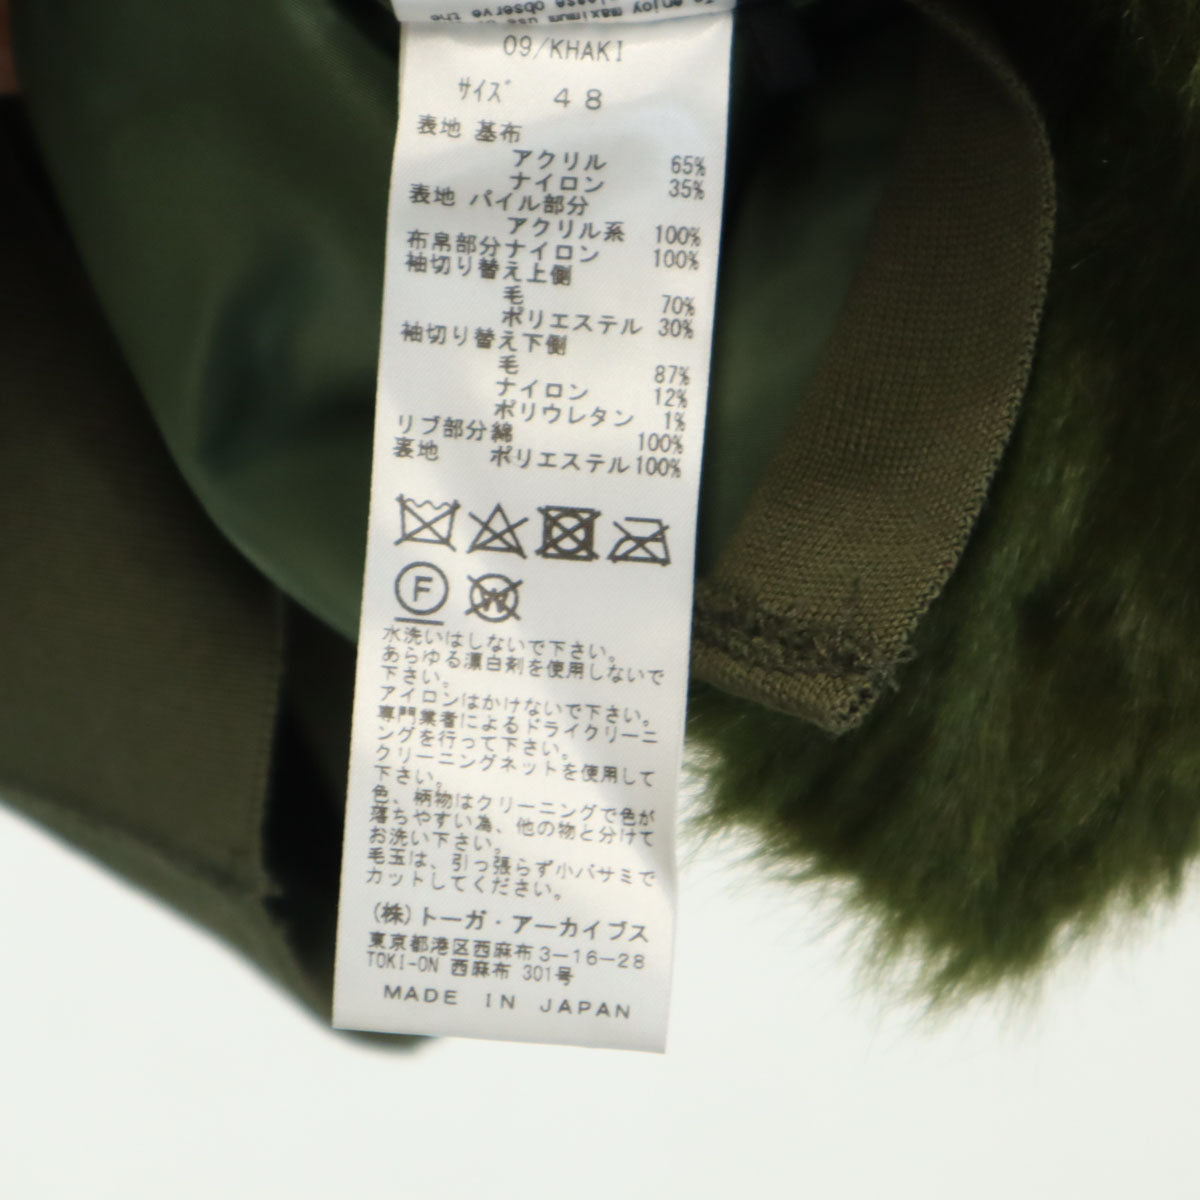 09/KHAKI
サイズ 48
表地 基布
アクリル 65%
ナイロン 35%
表地 パイル部分
アクリル系 100%
布帛部分ナイロン 100%
袖切り替え上側
毛 70%
ポリエステル 30%
袖切り替え下側
毛 87%
ナイロン 12%
ポリウレタン 1%
リブ部分綿 100%
裏地 ポリエステル100%
F
W
水洗いはしないで下さい。
あらゆる漂白剤を使用しないで
下さい。
アイロンはかけないで下さい。
専門業者によるドライクリーニ
ングを行って下さい。
クリーニングネットを使用して
下さい。
色、柄物はクリーニングで色が
落ちやすい為、他の物と分けて
お洗い下さい。
毛玉は、引っ張らず小バサミで
カットしてください。
(株)トーガ・アーカイブス
東京都港区西麻布3-16-28
TOKI-ON 西麻布 301号
MADE IN JAPAN